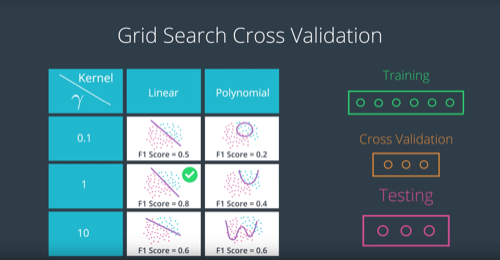 Grid Search Cross Validation
Kernel
γ
Linear
Polynomial
0.1
F1 Score = 0.5
F1 Score = 0.2
1
F1 Score = 0.8
F1 Score = 0.4
10
F1 Score = 0.6
F1 Score = 0.6
Training
Cross Validation
Testing